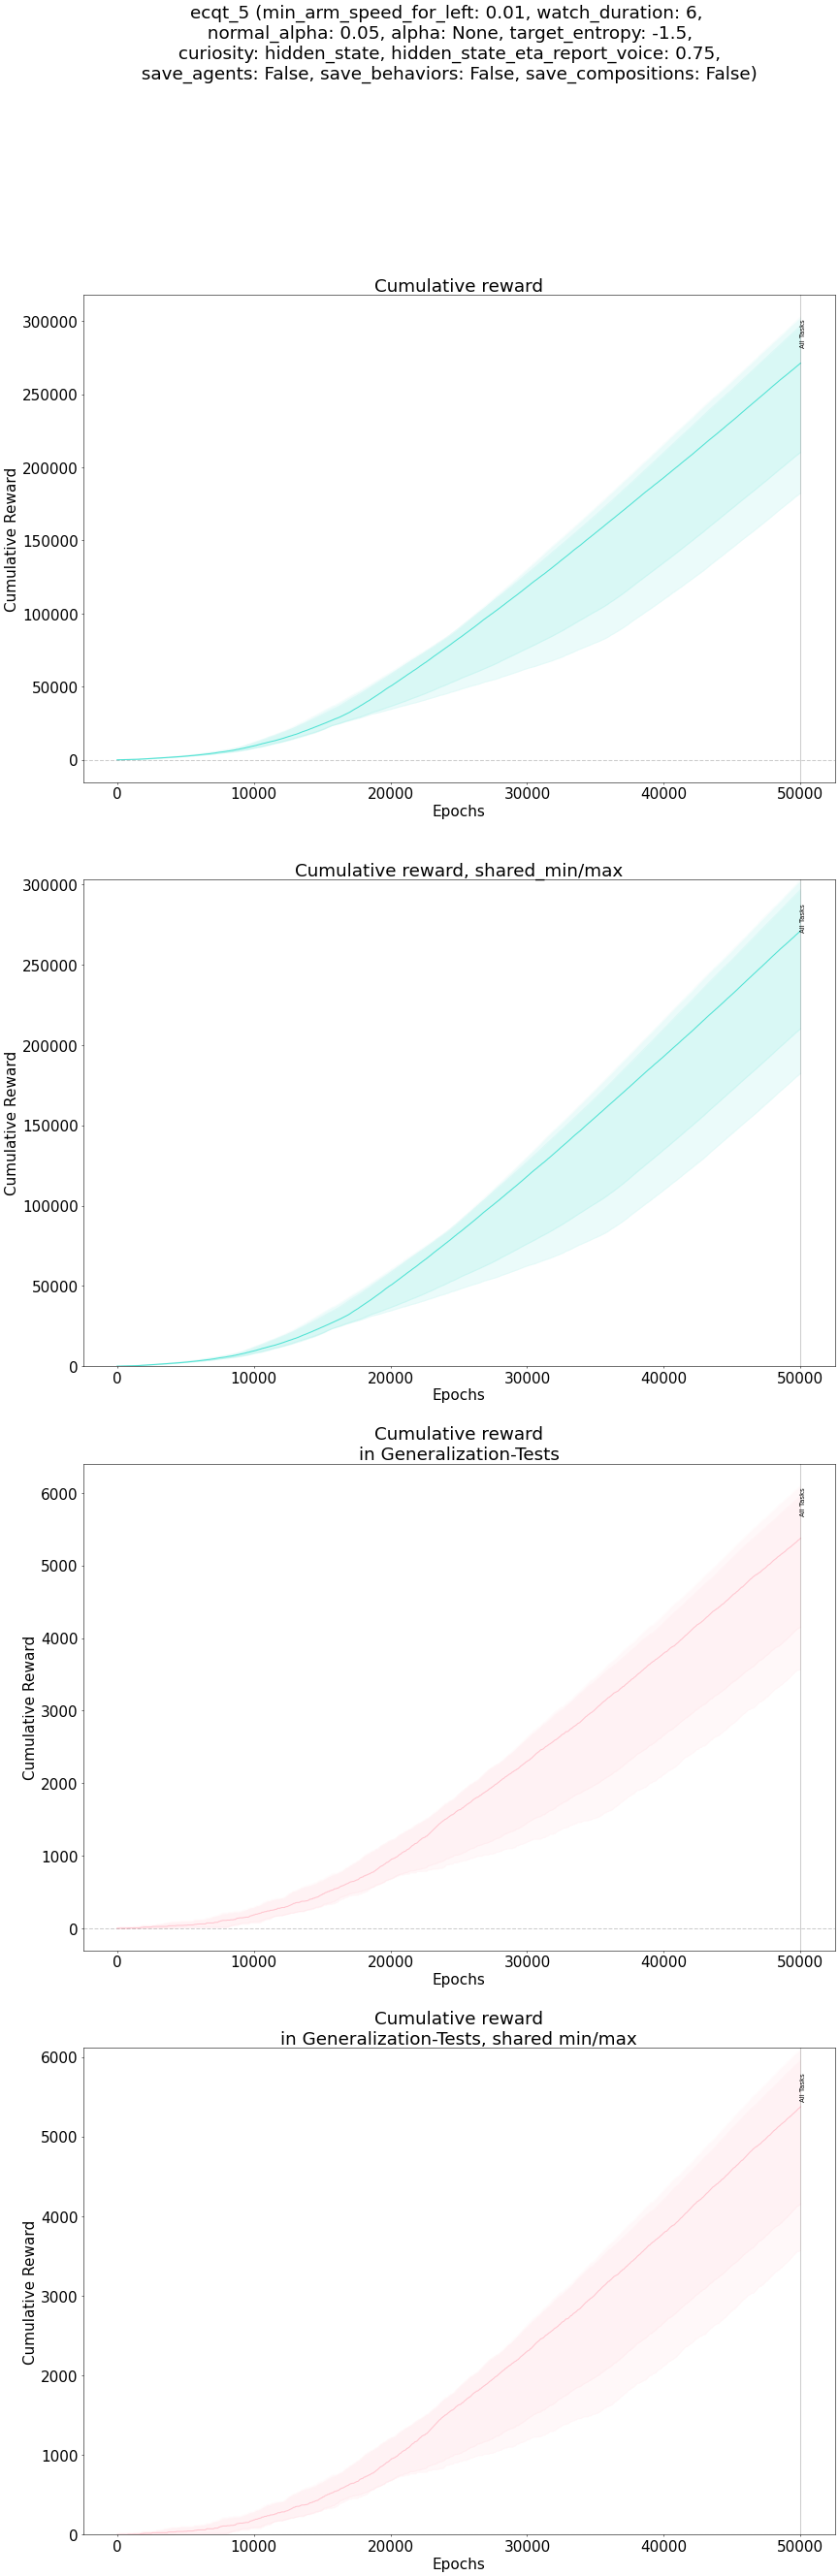 ecqt_5 (min_arm_speed_for_left: 0.01, watch_duration: 6,
normal_alpha: 0.05, alpha: None, target_entropy: -1.5,
curiosity: hidden_state, hidden_state_eta_report_voice: 0.75,
save_agents: False, save_behaviors: False, save_compositions: False)
Cumulative reward
300000
250000
200000
150000
100000
50000
0
Cumulative Reward
All Tasks
0 10000 20000 30000 40000 50000
Epochs
Cumulative reward, shared_min/max
300000
250000
200000
150000
100000
50000
0
Cumulative Reward
All Tasks
0 10000 20000 30000 40000 50000
Epochs
Cumulative reward
in Generalization-Tests
6000
5000
4000
3000
2000
1000
0
Cumulative Reward
All Tasks
0 10000 20000 30000 40000 50000
Epochs
Cumulative reward
in Generalization-Tests, shared min/max
6000
5000
4000
3000
2000
1000
0
Cumulative Reward
All Tasks
0 10000 20000 30000 40000 50000
Epochs